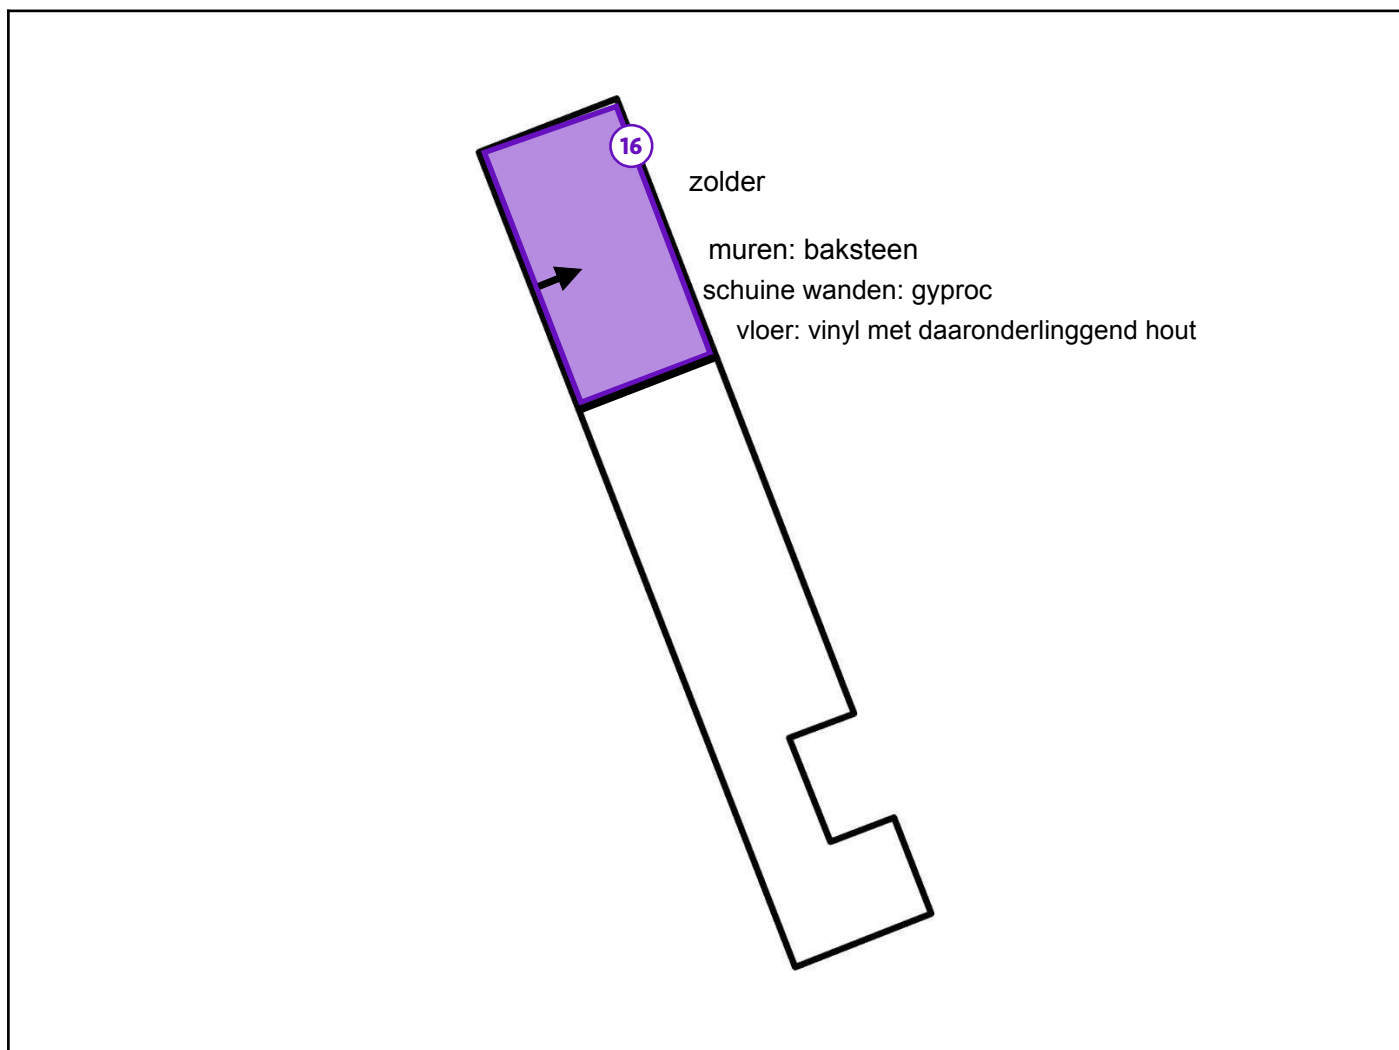 16
zolder
muren: baksteen
schuine wanden: gyproc
vloer: vinyl met daaronderlinggend hout